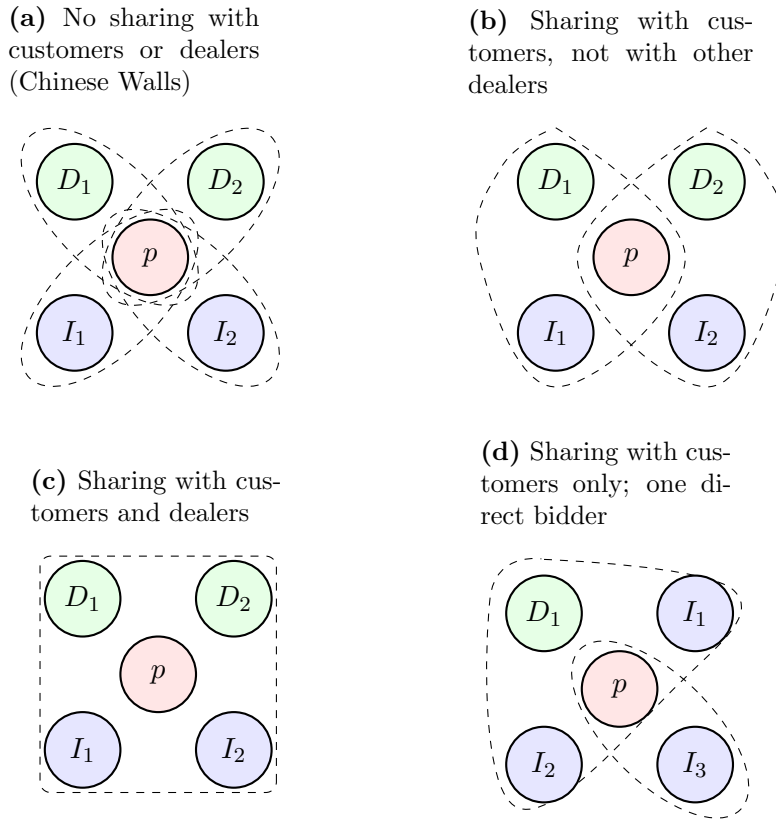 (a) No sharing with
customers or dealers
(Chinese Walls)
D1 D2
p
I1 I2
(b) Sharing with cus-
tomers, not with other
dealers
D1 D2
p
I1 I2
(c) Sharing with cus-
tomers and dealers
D1 D2
p
I1 I2
(d) Sharing with cus-
tomers only; one di-
rect bidder
D1 I1
p
I2 I3